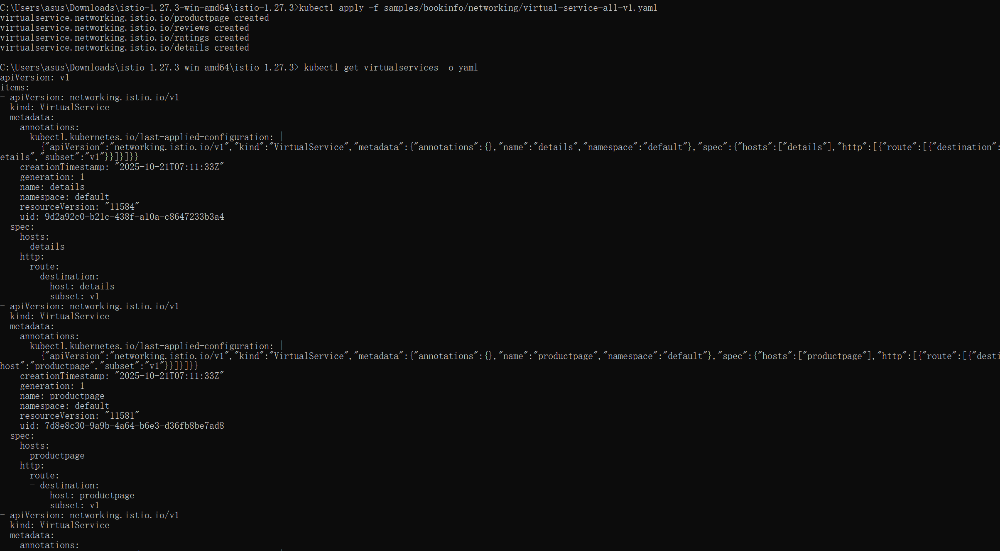 C:\Users\asus\Downloads\istio-1.27.3-win-amd64\istio-1.27.3>kubectl apply -f samples/bookinfo/networking/virtual-service-all-v1.yaml
virtualservice.networking.istio.io/productpage created
virtualservice.networking.istio.io/reviews created
virtualservice.networking.istio.io/ratings created
virtualservice.networking.istio.io/details created
C:\Users\asus\Downloads\istio-1.27.3-win-amd64\istio-1.27.3> kubectl get virtualservices -o yaml
apiVersion: v1
items:
- apiVersion: networking.istio.io/v1
  kind: VirtualService
  metadata:
    annotations:
      kubectl.kubernetes.io/last-applied-configuration: |
        {"apiVersion":"networking.istio.io/v1","kind":"VirtualService","metadata":{"annotations":{},"name":"details","namespace":"default"},"spec":{"hosts":["details"],"http":[{"route":[{"destination":
etails","subset":"v1"}}]}]}}
    creationTimestamp: "2025-10-21T07:11:33Z"
    generation: 1
    name: details
    namespace: default
    resourceVersion: "11584"
    uid: 9d2a92c0-b21c-438f-a10a-c8647233b3a4
  spec:
    hosts:
    - details
    http:
    - route:
      - destination:
          host: details
          subset: v1
- apiVersion: networking.istio.io/v1
  kind: VirtualService
  metadata:
    annotations:
      kubectl.kubernetes.io/last-applied-configuration: |
        {"apiVersion":"networking.istio.io/v1","kind":"VirtualService","metadata":{"annotations":{},"name":"productpage","namespace":"default"},"spec":{"hosts":["productpage"],"http":[{"route":[{"desti
host":"productpage","subset":"v1"}}]}]}}
    creationTimestamp: "2025-10-21T07:11:33Z"
    generation: 1
    name: productpage
    namespace: default
    resourceVersion: "11581"
    uid: 7d8e8c30-9a9b-4a64-b6e3-d36fb8be7ad8
  spec:
    hosts:
    - productpage
    http:
    - route:
      - destination:
          host: productpage
          subset: v1
- apiVersion: networking.istio.io/v1
  kind: VirtualService
  metadata:
    annotations: